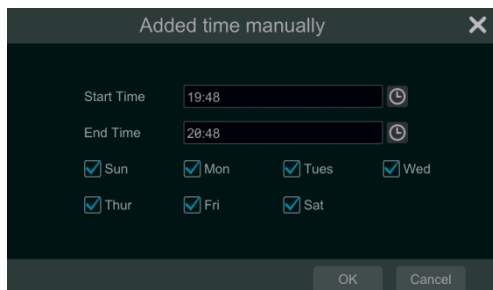 Added time manually
Start Time 19:48
End Time 20:48
Sun Mon Tues Wed
Thur Fri Sat
OK Cancel